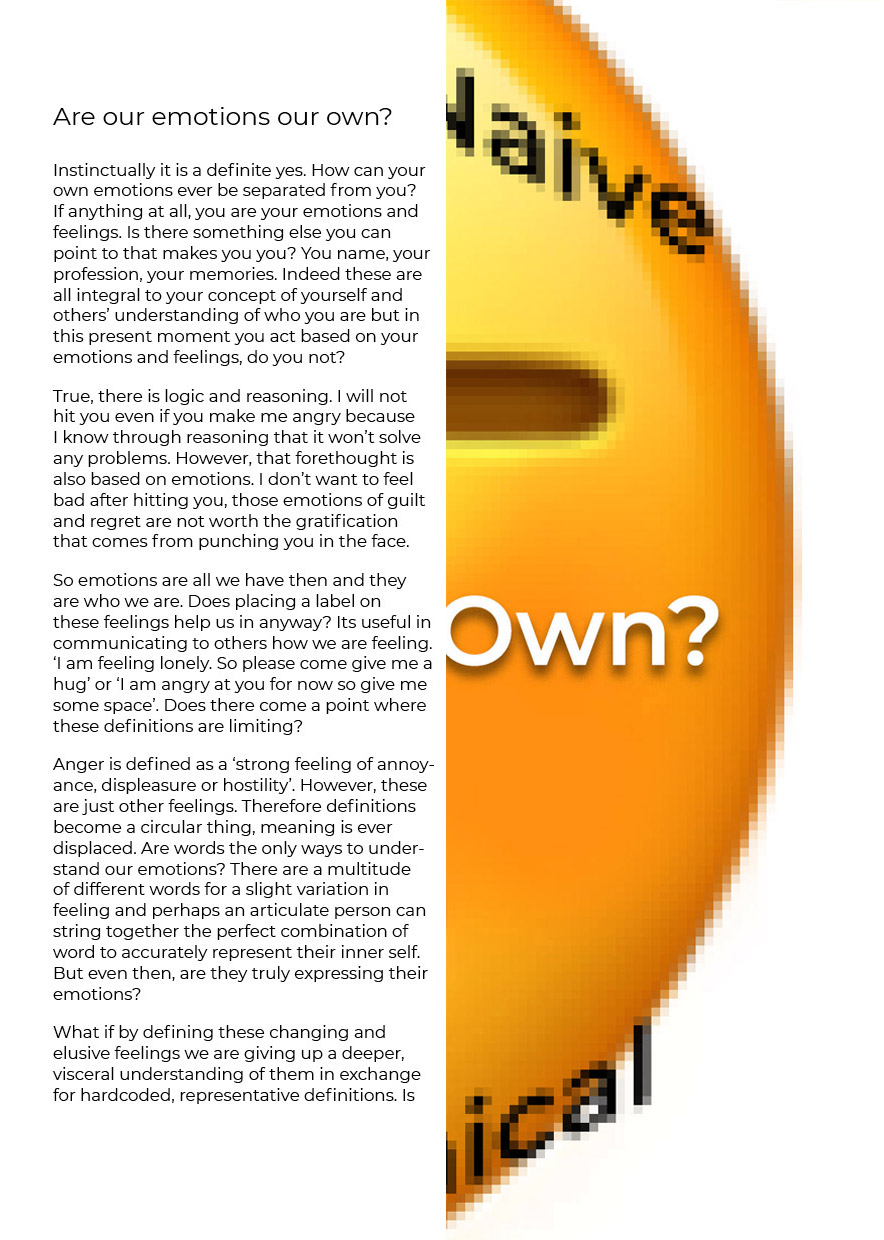 Are our emotions our own?
Instinctually it is a definite yes. How can your
own emotions ever be separated from you?
If anything at all, you are your emotions and
feelings. Is there something else you can
point to that makes you you? You name, your
profession, your memories. Indeed these are
all integral to your concept of yourself and
others’ understanding of who you are but in
this present moment you act based on your
emotions and feelings, do you not?
True, there is logic and reasoning. I will not
hit you even if you make me angry because
I know through reasoning that it won’t solve
any problems. However, that forethought is
also based on emotions. I don’t want to feel
bad after hitting you, those emotions of guilt
and regret are not worth the gratification
that comes from punching you in the face.
So emotions are all we have then and they
are who we are. Does placing a label on
these feelings help us in anyway? Its useful in
communicating to others how we are feeling.
‘I am feeling lonely. So please come give me a
hug’ or ‘I am angry at you for now so give me
some space’. Does there come a point where
these definitions are limiting?
Anger is defined as a ‘strong feeling of annoy-
ance, displeasure or hostility’. However, these
are just other feelings. Therefore definitions
become a circular thing, meaning is ever
displaced. Are words the only ways to under-
stand our emotions? There are a multitude
of different words for a slight variation in
feeling and perhaps an articulate person can
string together the perfect combination of
word to accurately represent their inner self.
But even then, are they truly expressing their
emotions?
What if by defining these changing and
elusive feelings we are giving up a deeper,
visceral understanding of them in exchange
for hardcoded, representative definitions. Is
Naive
Own?
nical